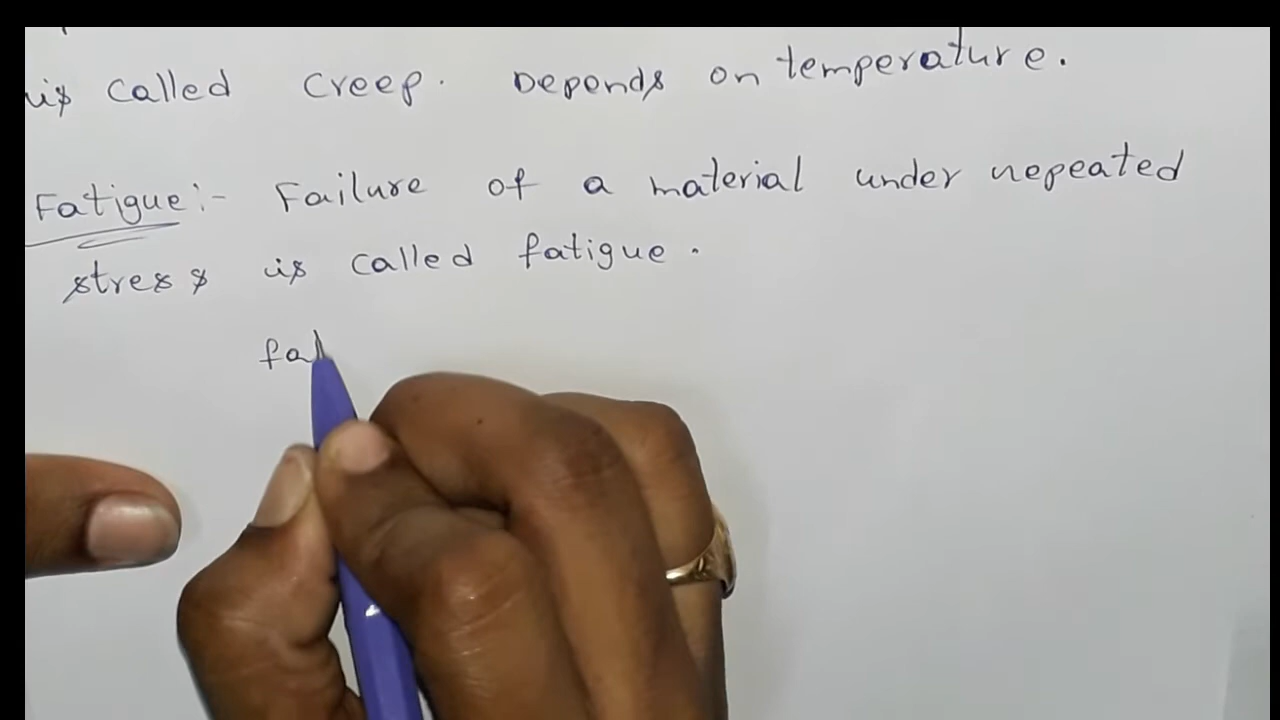 is called creep. Depends on temperature.
Fatigue:- Failure of a material under repeated
stress is called fatigue.
fa